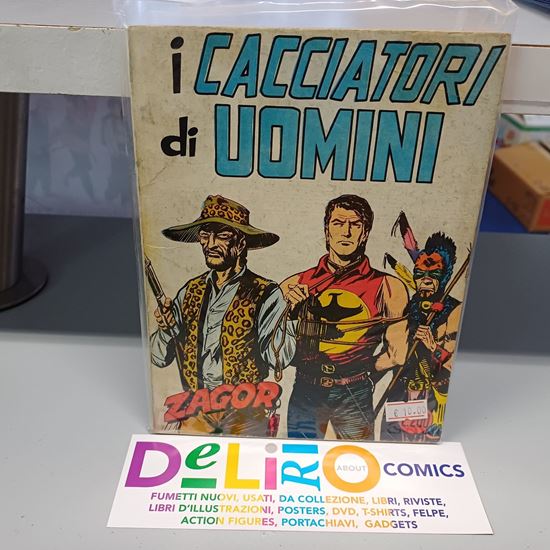 i CACCIATORI
di UOMINI
ZAGOR
€ 10.00
DeLiRiO
ABOUT
COMICS
FUMETTI NUOVI, USATI, DA COLLEZIONE, LIBRI, RIVISTE,
LIBRI D'ILLUSTRAZIONI, POSTERS, DVD, T-SHIRTS, FELPE,
ACTION FIGURES, PORTACHIAVI, GADGETS